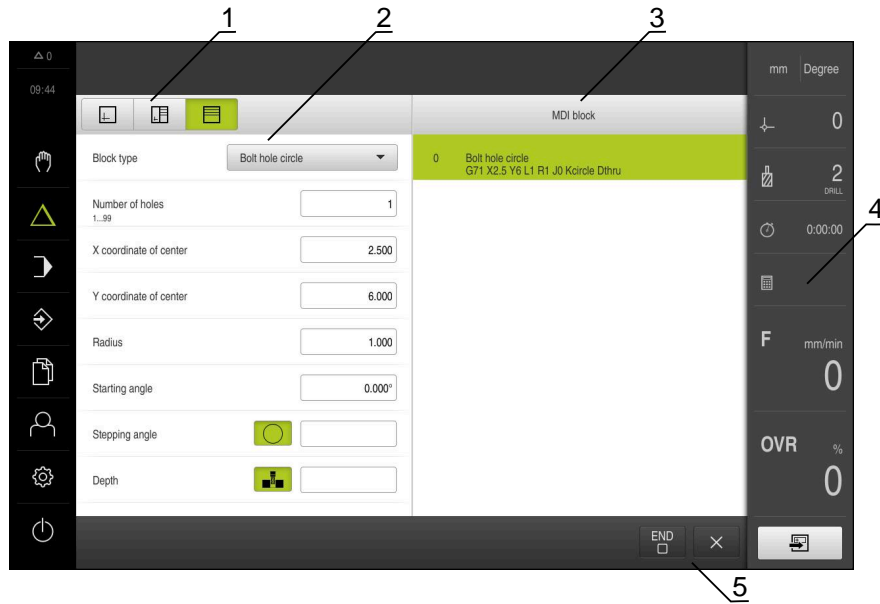 1
2
3
0
09:44
mm Degree
MDI block
0
Block type
Bolt hole circle
0 Bolt hole circle
G71 X2.5 Y6 L1 R1 J0 Kcircle Dthru
2
DRILL
Number of holes
1...99
1
4
0:00:00
X coordinate of center
2.500
Y coordinate of center
6.000
Radius
1.000
F mm/min
0
Starting angle
0.000°
Stepping angle
OVR %
0
Depth
END
5